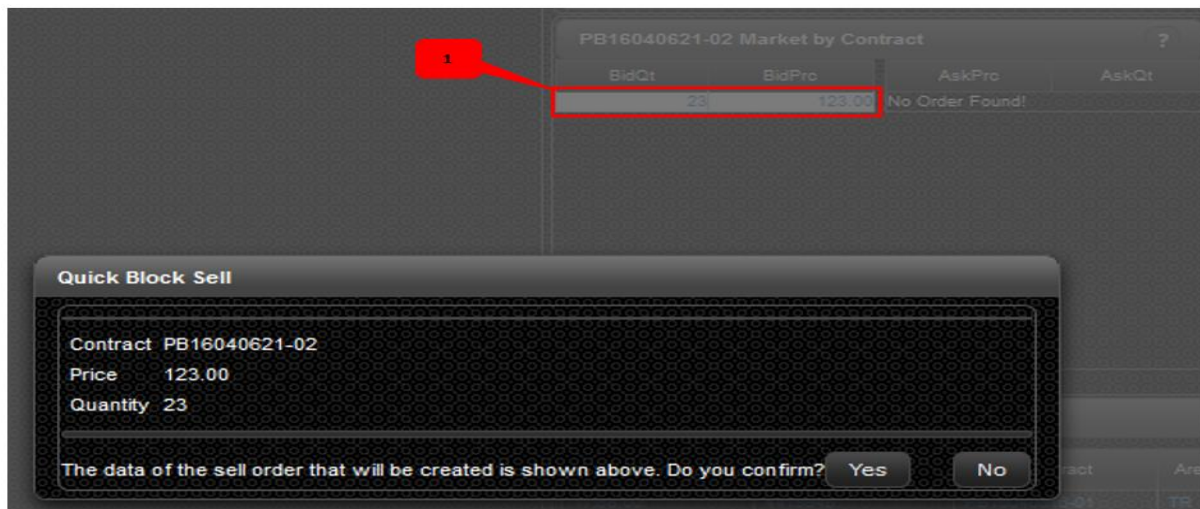 PB16040621-02 Market by Contract ?
1
BidQt BidPrc AskPrc AskQt
23 123.00 No Order Found!
Quick Block Sell
Contract PB16040621-02
Price 123.00
Quantity 23
The data of the sell order that will be created is shown above. Do you confirm? Yes No